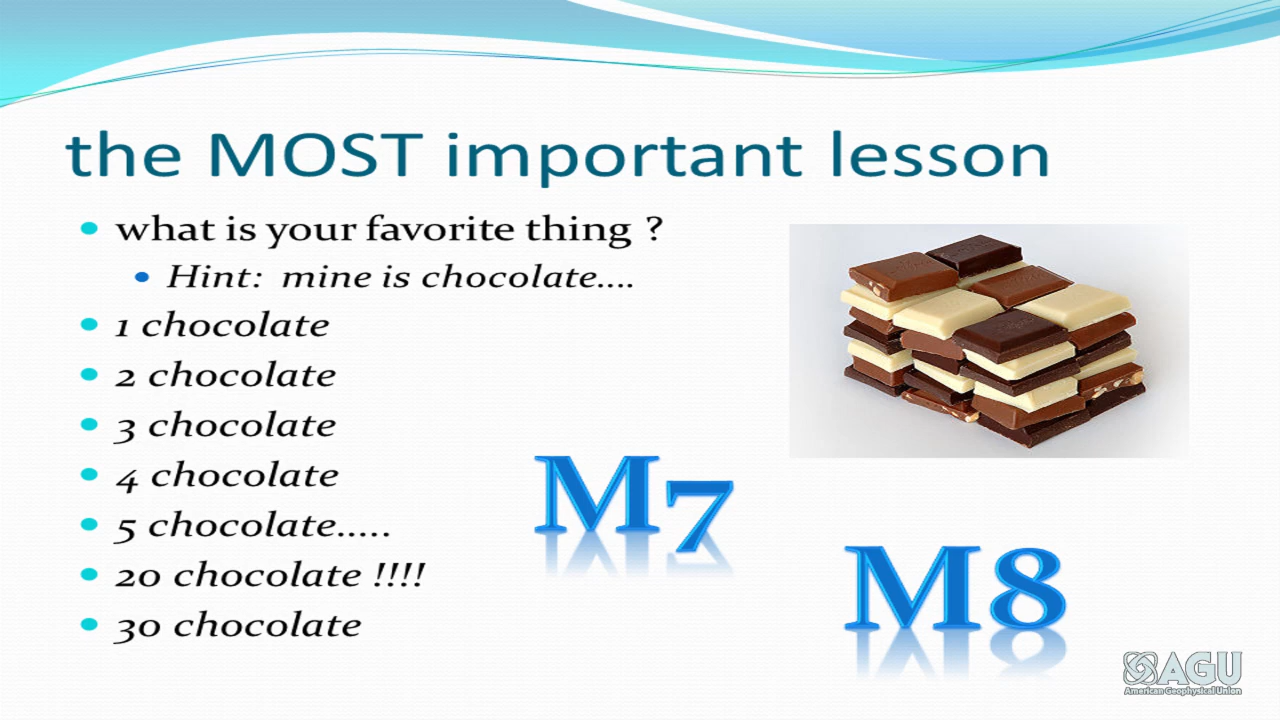 the MOST important lesson
what is your favorite thing ?
Hint: mine is chocolate....
1 chocolate
2 chocolate
3 chocolate
4 chocolate
5 chocolate.....
20 chocolate !!!!
30 chocolate
M7
M8
AGU
American Geophysical Union